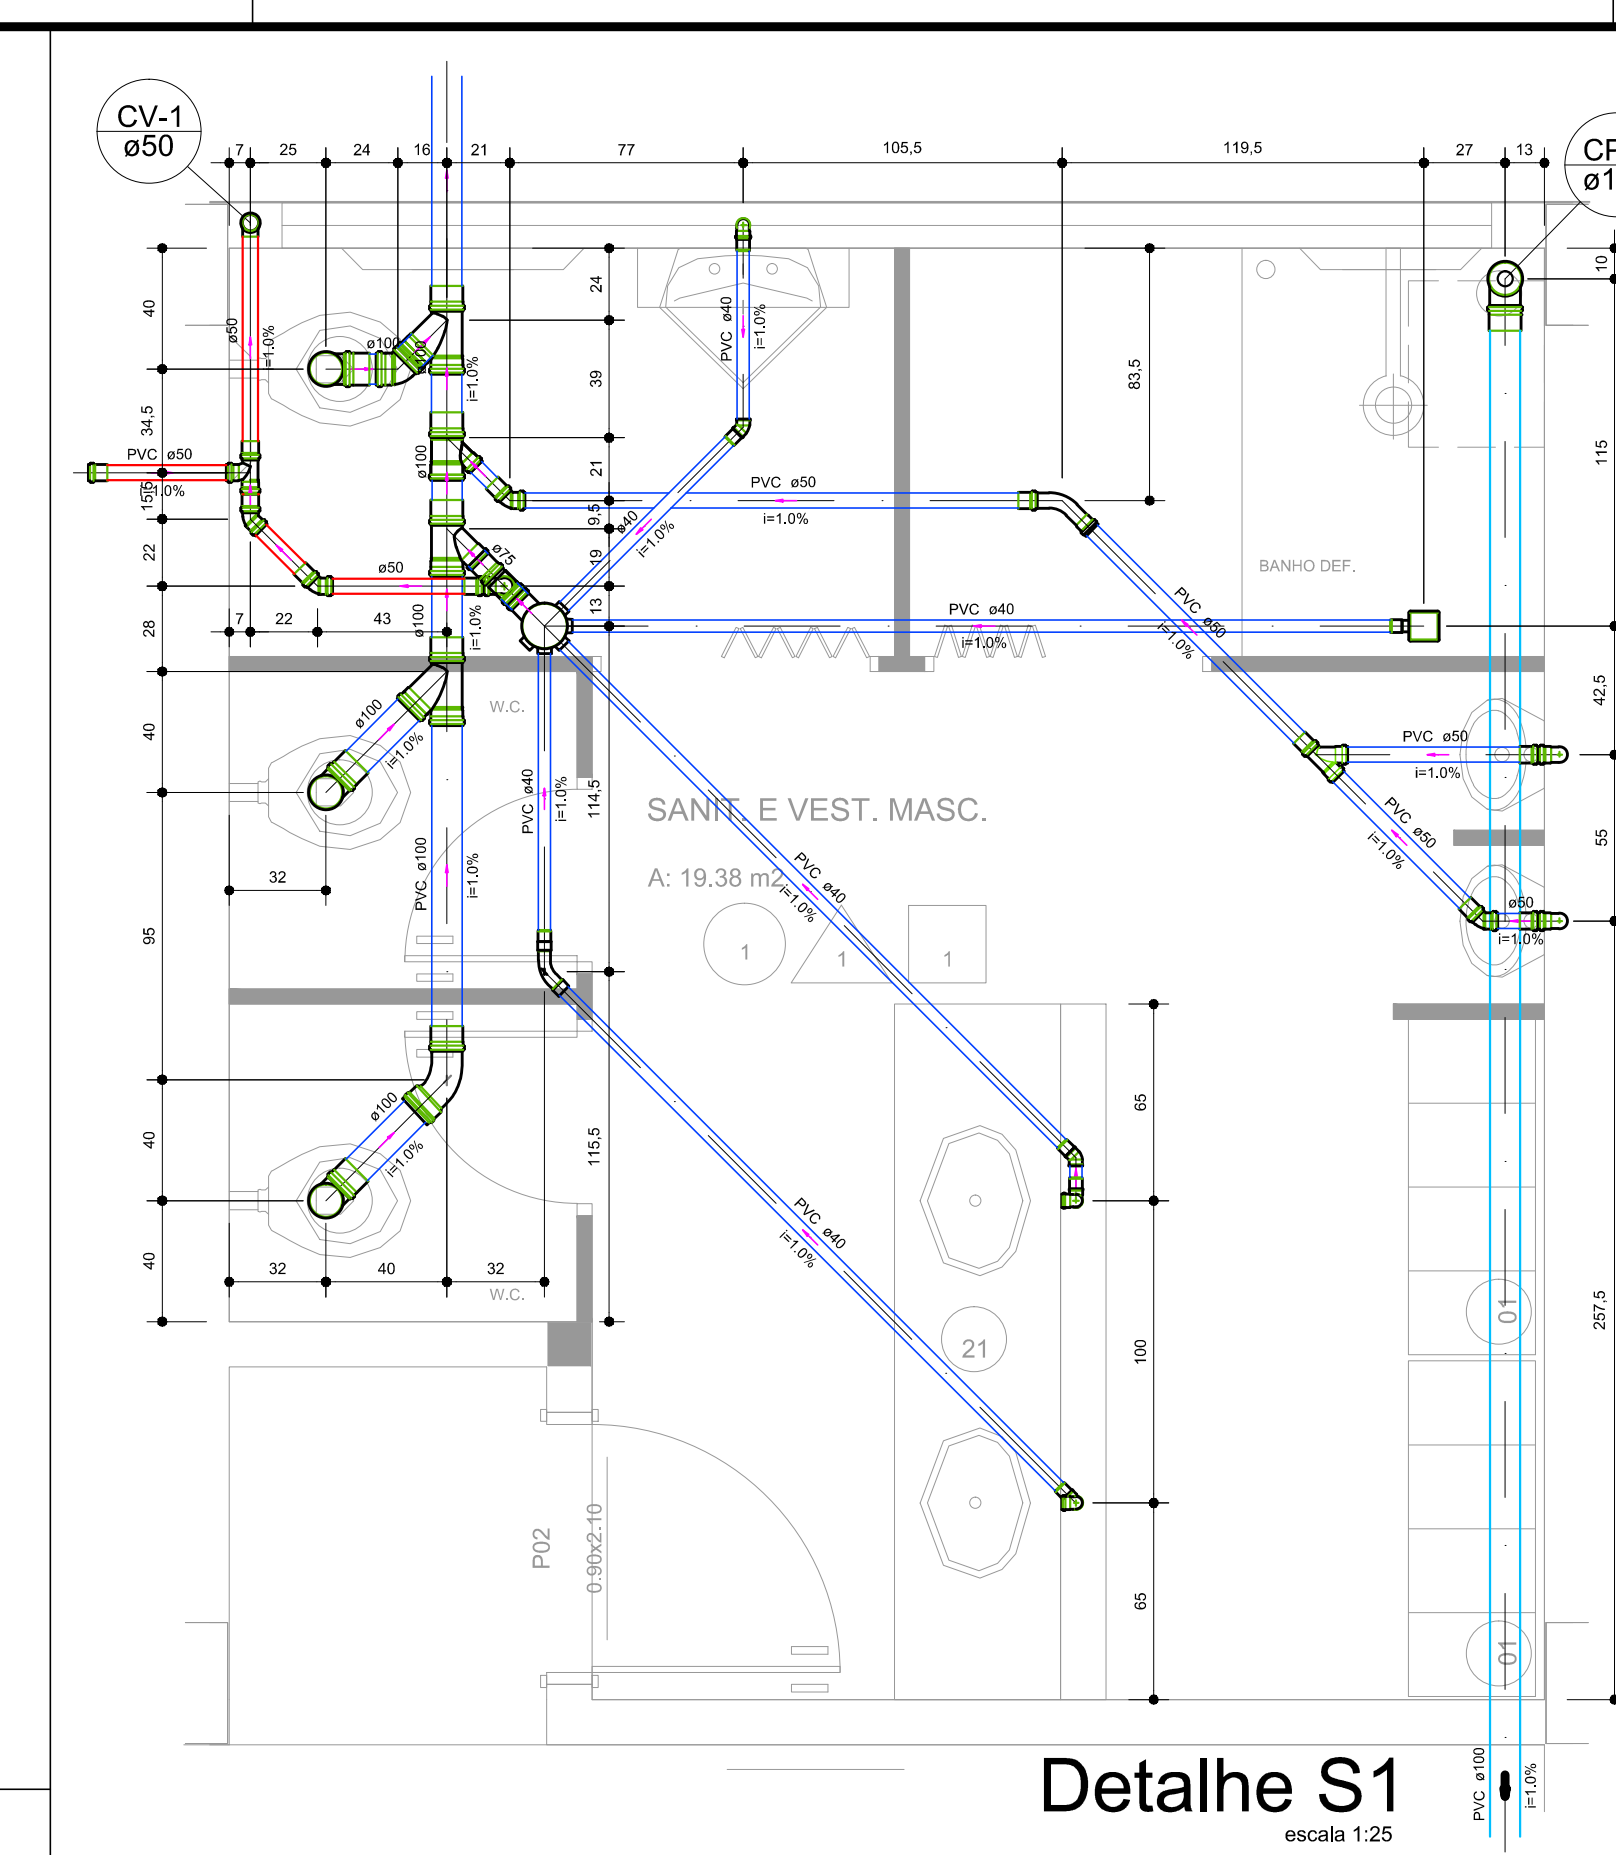 CV-1
ø50
7
25
24
16
21
77
105,5
119,5
27
13
40
34,5
15,5
22
28
40
95
40
40
24
39
21
9,5
19
13
114,5
115,5
83,5
10
115
42,5
55
257,5
ø50
i=1.0%
ø100
ø100
i=1.0%
PVC ø40
i=1.0%
PVC ø50
i=1.0%
ø100
PVC ø50
i=1.0%
ø40
i=1.0%
ø75
ø50
BANHO DEF.
7
22
43
ø100
i=1.0%
PVC ø40
i=1.0%
PVC ø50
i=1.0%
W.C.
ø100
i=1.0%
PVC ø50
i=1.0%
PVC ø40
i=1.0%
SANIT. E VEST. MASC.
A: 19.38 m2
PVC ø40
i=1.0%
PVC ø50
i=1.0%
32
PVC ø100
i=1.0%
ø50
i=1.0%
1
1
1
65
ø100
i=1.0%
PVC ø40
i=1.0%
32
40
32
W.C.
21
100
01
P02
0.90x2.10
65
01
Detalhe S1
escala 1:25
PVC ø100
i=1.0%